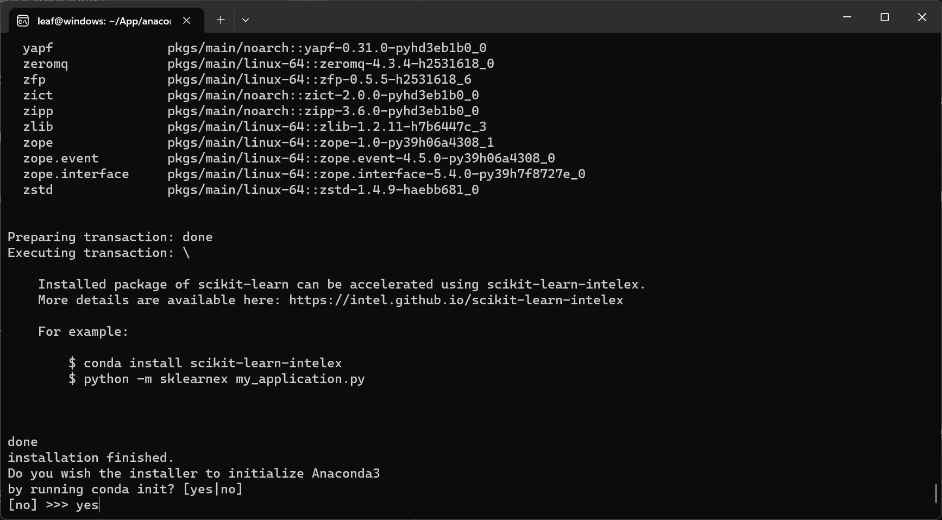 leaf@windows: ~/App/anacon
yapf pkgs/main/noarch::yapf-0.31.0-pyhd3eb1b0_0
zeromq pkgs/main/linux-64::zeromq-4.3.4-h2531618_0
zfp pkgs/main/linux-64::zfp-0.5.5-h2531618_6
zict pkgs/main/noarch::zict-2.0.0-pyhd3eb1b0_0
zipp pkgs/main/noarch::zipp-3.6.0-pyhd3eb1b0_0
zlib pkgs/main/linux-64::zlib-1.2.11-h7b6447c_3
zope pkgs/main/linux-64::zope-1.0-py39h06a4308_1
zope.event pkgs/main/linux-64::zope.event-4.5.0-py39h06a4308_0
zope.interface pkgs/main/linux-64::zope.interface-5.4.0-py39h7f8727e_0
zstd pkgs/main/linux-64::zstd-1.4.9-haebb681_0
Preparing transaction: done
Executing transaction: \
Installed package of scikit-learn can be accelerated using scikit-learn-intelex.
More details are available here: https://intel.github.io/scikit-learn-intelex
For example:
$ conda install scikit-learn-intelex
$ python -m sklearnex my_application.py
done
installation finished.
Do you wish the installer to initialize Anaconda3
by running conda init? [yes|no]
[no] >>> yes